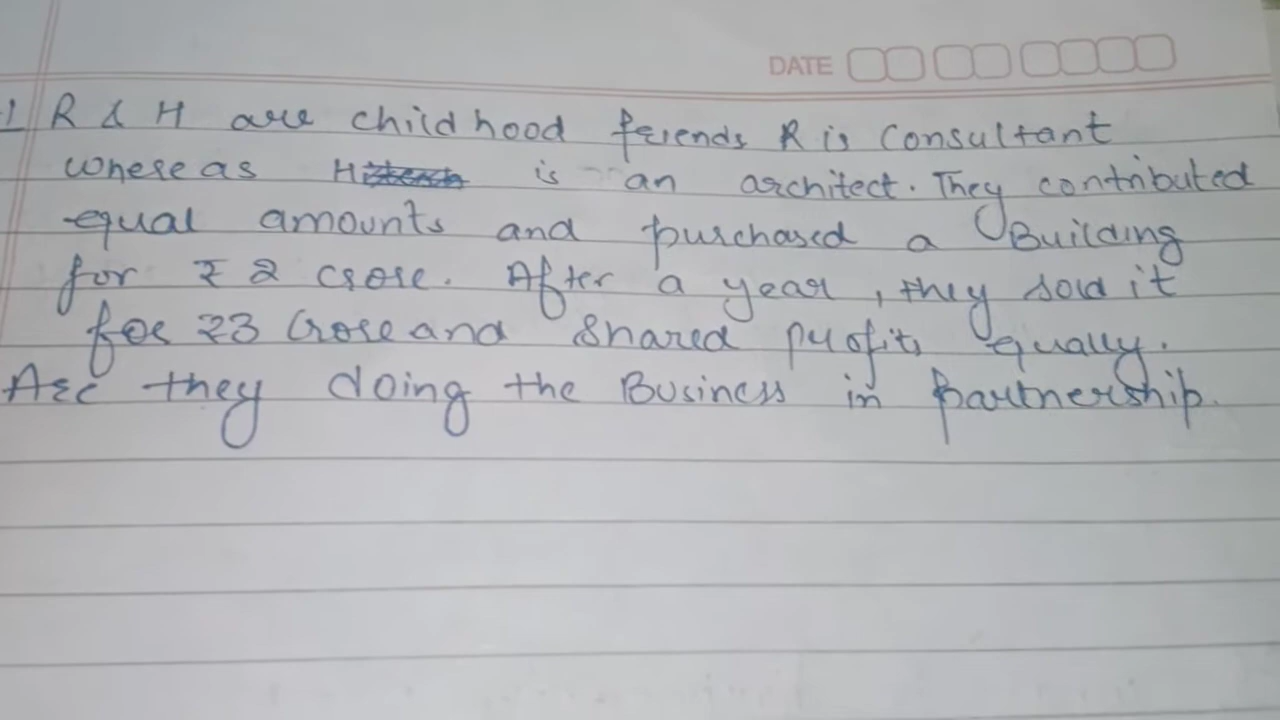 DATE
1 R & H are childhood friends R is Consultant
whereas H is an architect. They contributed
equal amounts and purchased a Building
for ₹ 2 crore. After a year, they sold it
for ₹3 Crore and shared profits equally.
Are they doing the Business in partnership.